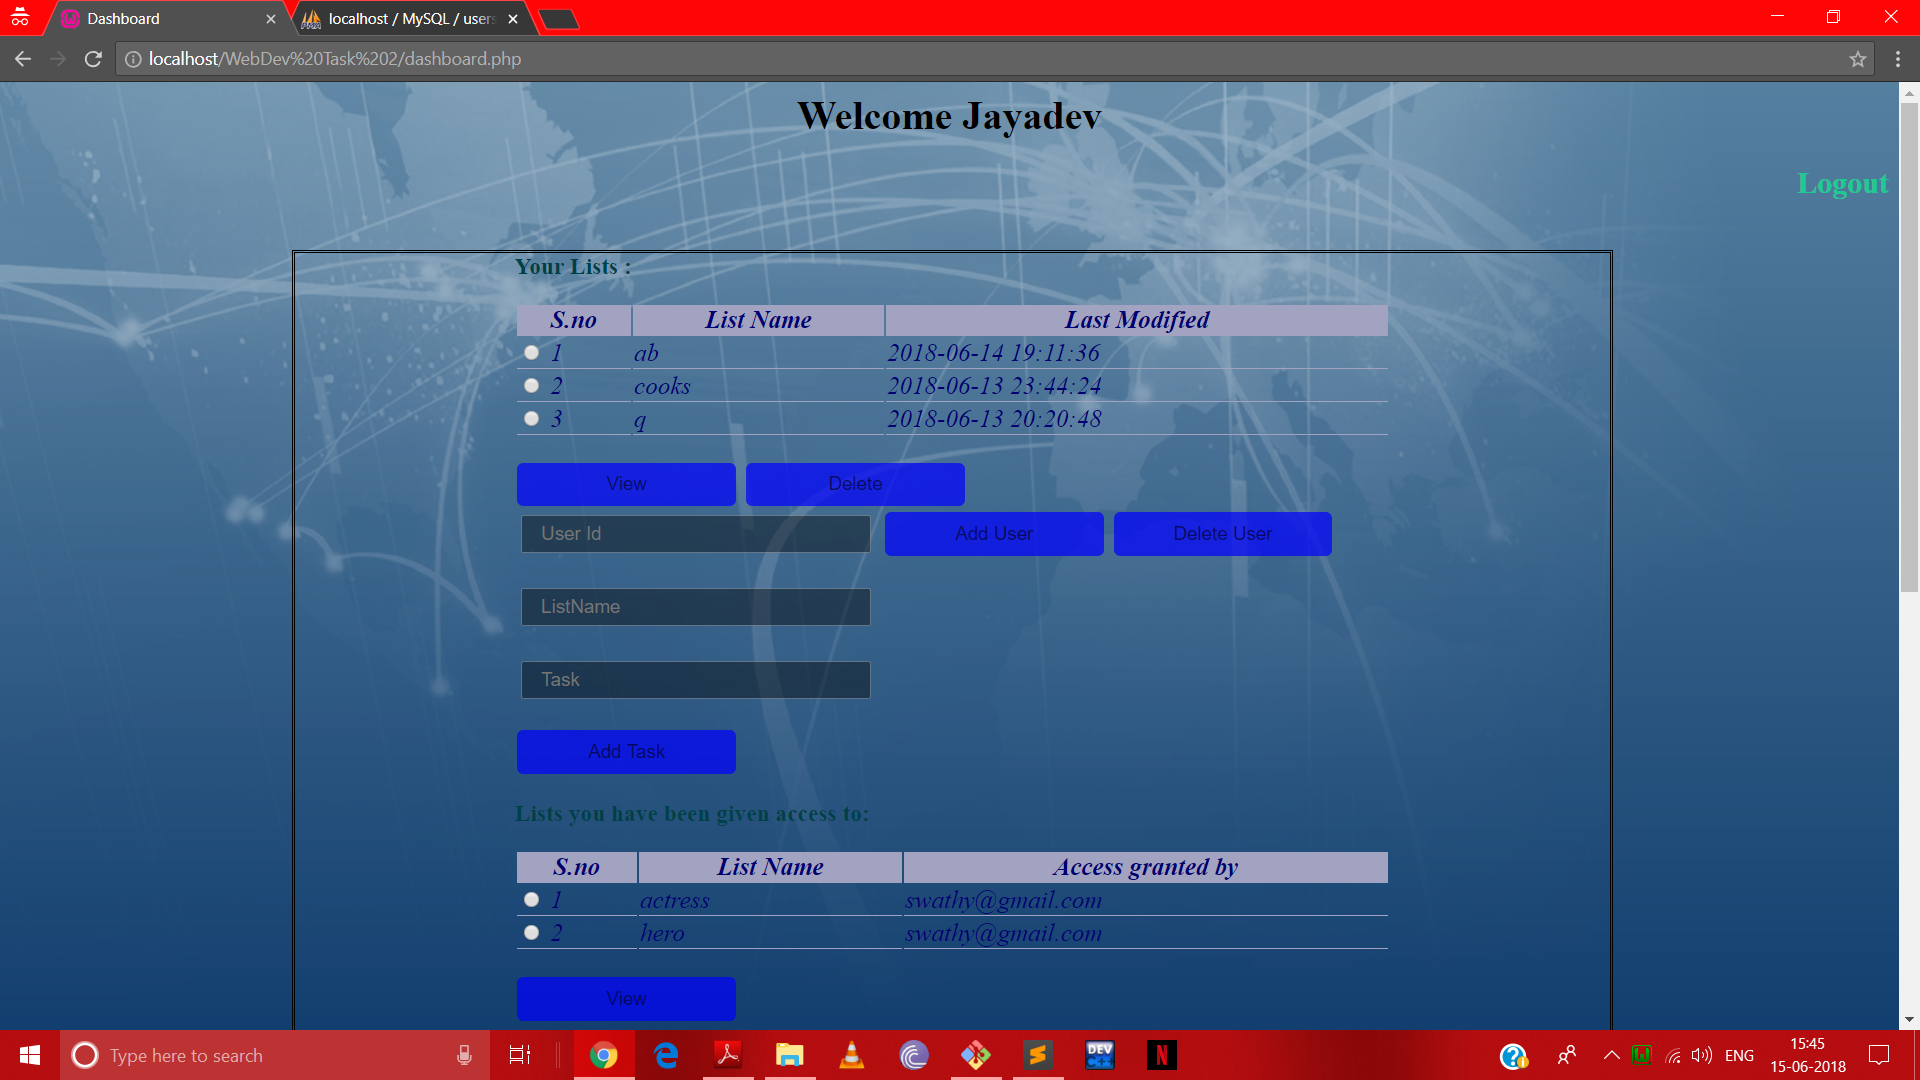 Dashboard
localhost / MySQL / users
localhost/WebDev%20Task%202/dashboard.php
Welcome Jayadev
Logout
Your Lists :
S.no List Name Last Modified
1 ab 2018-06-14 19:11:36
2 cooks 2018-06-13 23:44:24
3 q 2018-06-13 20:20:48
View Delete
User Id Add User Delete User
ListName
Task
Add Task
Lists you have been given access to:
S.no List Name Access granted by
1 actress swathy@gmail.com
2 hero swathy@gmail.com
View
Type here to search
DEV C++
N
ENG
15:45
15-06-2018